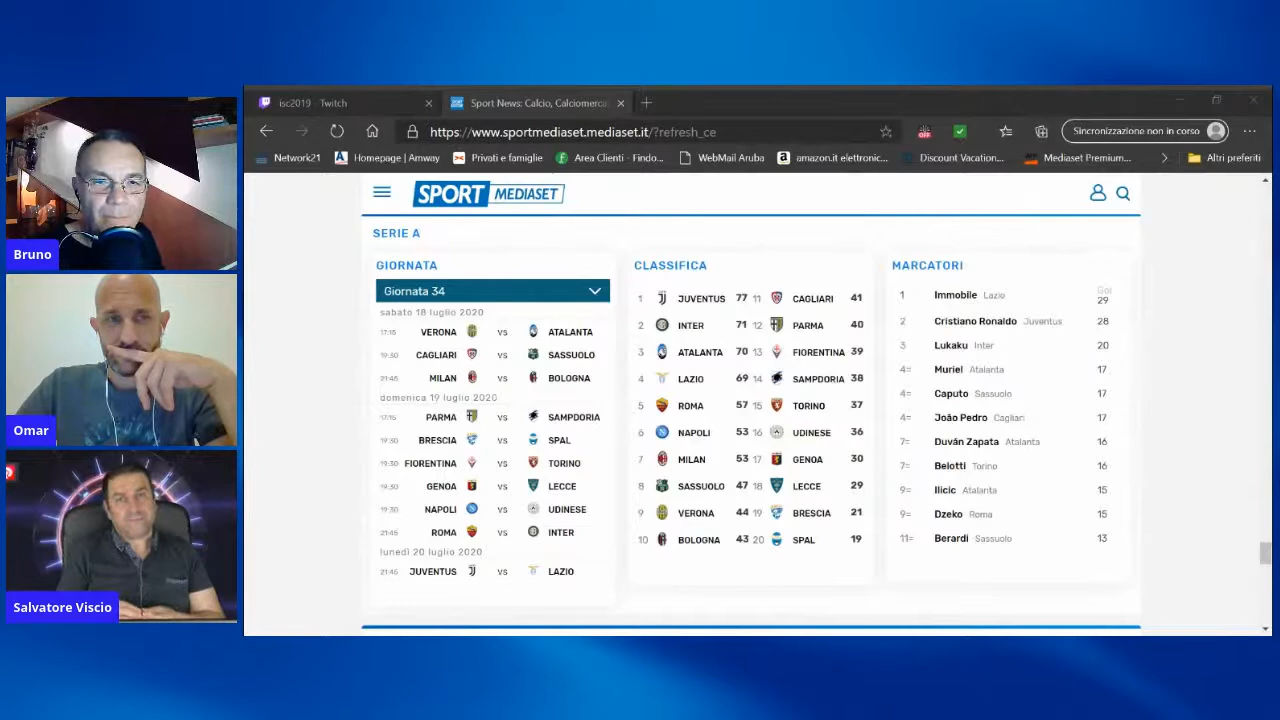 isc2019 - Twitch
Sport News: Calcio, Calciomerca
https://www.sportmediaset.mediaset.it/?refresh_ce
OFF
Sincronizzazione non in corso
Network21
Homepage | Amway
Privati e famiglie
Area Clienti - Findo...
WebMail Aruba
amazon.it elettronic...
Discount Vacation...
Mediaset Premium...
Altri preferiti
SPORT MEDIASET
SERIE A
GIORNATA
Giornata 34
sabato 18 luglio 2020
17:15 VERONA vs ATALANTA
19:30 CAGLIARI vs SASSUOLO
21:45 MILAN vs BOLOGNA
domenica 19 luglio 2020
17:15 PARMA vs SAMPDORIA
19:30 BRESCIA vs SPAL
19:30 FIORENTINA vs TORINO
19:30 GENOA vs LECCE
19:30 NAPOLI vs UDINESE
21:45 ROMA vs INTER
lunedì 20 luglio 2020
21:45 JUVENTUS vs LAZIO
CLASSIFICA
1 JUVENTUS 77 11 CAGLIARI 41
2 INTER 71 12 PARMA 40
3 ATALANTA 70 13 FIORENTINA 39
4 LAZIO 69 14 SAMPDORIA 38
5 ROMA 57 15 TORINO 37
6 NAPOLI 53 16 UDINESE 36
7 MILAN 53 17 GENOA 30
8 SASSUOLO 47 18 LECCE 29
9 VERONA 44 19 BRESCIA 21
10 BOLOGNA 43 20 SPAL 19
MARCATORI
Gol
1 Immobile Lazio 29
2 Cristiano Ronaldo Juventus 28
3 Lukaku Inter 20
4= Muriel Atalanta 17
4= Caputo Sassuolo 17
4= João Pedro Cagliari 17
7= Duván Zapata Atalanta 16
7= Belotti Torino 16
9= Ilicic Atalanta 15
9= Dzeko Roma 15
11= Berardi Sassuolo 13
Bruno
Omar
Salvatore Viscio